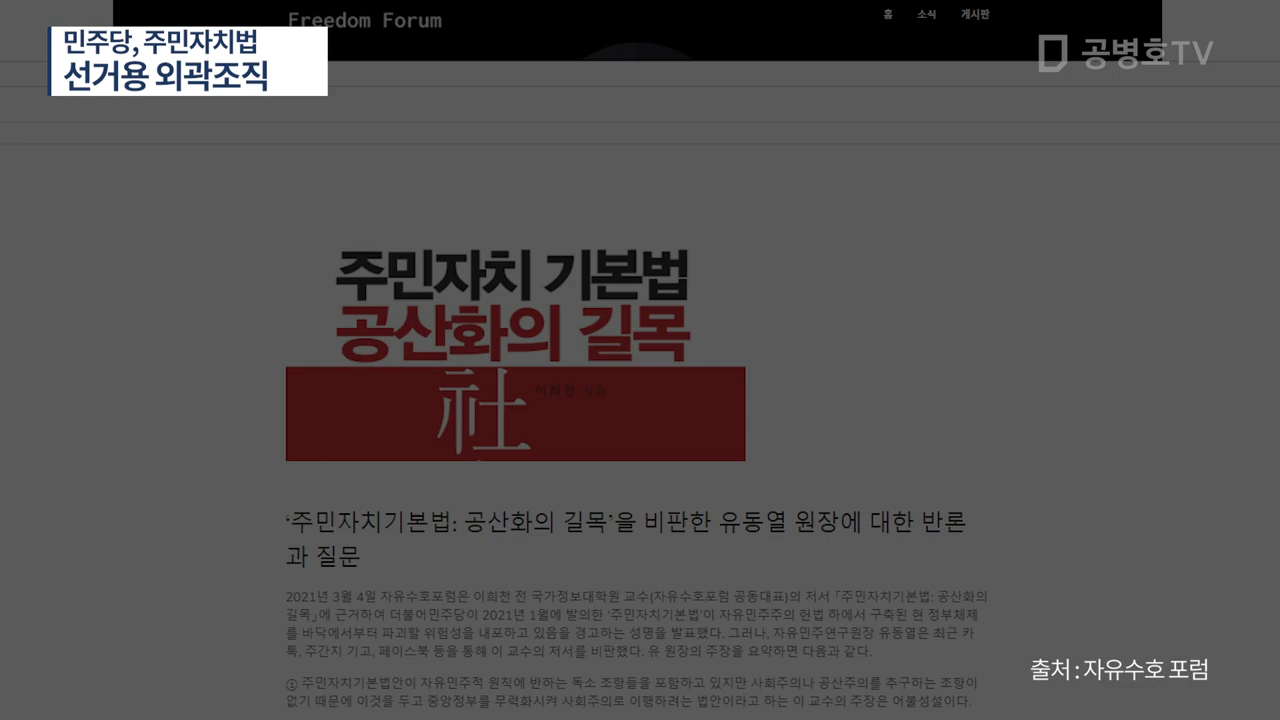 Freedom Forum
홈 소식 게시판
민주당, 주민자치법
선거용 외곽조직
공병호TV
주민자치 기본법
공산화의 길목
社
이희천 지음
‘주민자치기본법: 공산화의 길목’을 비판한 유동열 원장에 대한 반론
과 질문
2021년 3월 4일 자유수호포럼은 이희천 전 국가정보대학원 교수(자유수호포럼 공동대표)의 저서 「주민자치기본법: 공산화의
길목」에 근거하여 더불어민주당이 2021년 1월에 발의한 ‘주민자치기본법’이 자유민주주의 헌법 하에서 구축된 현 정부체제
를 바닥에서부터 파괴할 위험성을 내포하고 있음을 경고하는 성명을 발표했다. 그러나, 자유민주연구원장 유동열은 최근 카
톡, 주간지 기고, 페이스북 등을 통해 이 교수의 저서를 비판했다. 유 원장의 주장을 요약하면 다음과 같다.
출처 : 자유수호 포럼
① 주민자치기본법안이 자유민주적 원칙에 반하는 독소 조항들을 포함하고 있지만 사회주의나 공산주의를 추구하는 조항이
없기 때문에 이것을 두고 중앙정부를 무력화시켜 사회주의로 이행하려는 법안이라고 하는 이 교수의 주장은 어불성설이다.